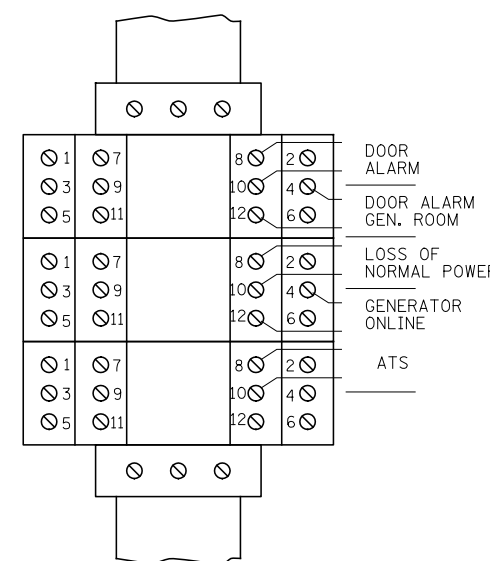 1 7 8 2 DOOR
ALARM
3 9 10 4
5 11 12 6 DOOR ALARM
GEN. ROOM
1 7 8 2 LOSS OF
NORMAL POWER
3 9 10 4
5 11 12 6 GENERATOR
ONLINE
1 7 8 2 ATS
3 9 10 4
5 11 12 6